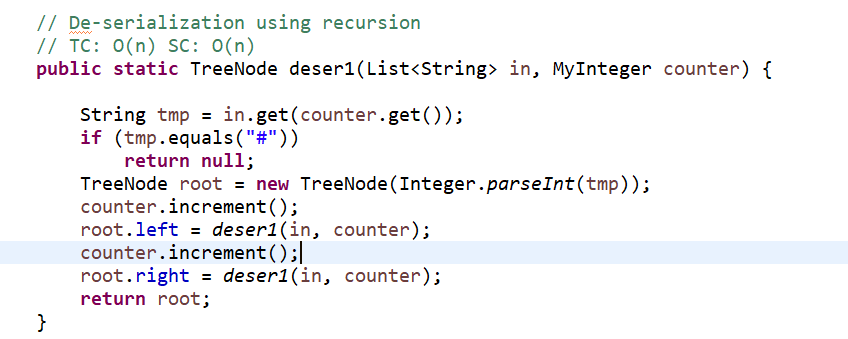 // De-serialization using recursion
// TC: O(n) SC: O(n)
public static TreeNode deser1(List<String> in, MyInteger counter) {
String tmp = in.get(counter.get());
if (tmp.equals("#"))
return null;
TreeNode root = new TreeNode(Integer.parseInt(tmp));
counter.increment();
root.left = deser1(in, counter);
counter.increment();
root.right = deser1(in, counter);
return root;
}